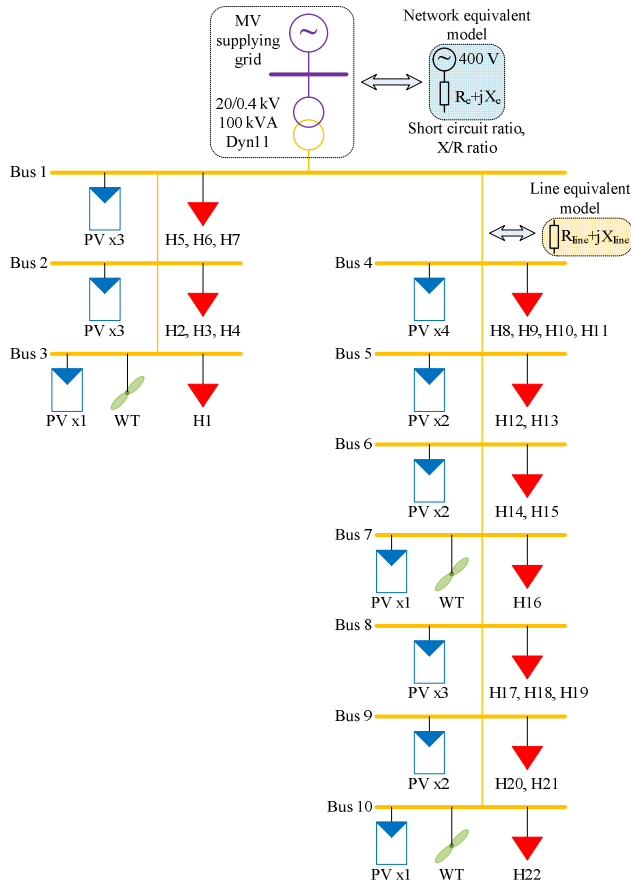 MV
supplying
grid
20/0.4 kV
100 kVA
Dyn11
Network equivalent
model
~ 400 V
Re+jXe
Short circuit ratio,
X/R ratio
Bus 1
PV x3
H5, H6, H7
Line equivalent
model
Rline+jXline
Bus 2
PV x3
H2, H3, H4
Bus 3
PV x1
WT
H1
Bus 4
PV x4
H8, H9, H10, H11
Bus 5
PV x2
H12, H13
Bus 6
PV x2
H14, H15
Bus 7
PV x1
WT
H16
Bus 8
PV x3
H17, H18, H19
Bus 9
PV x2
H20, H21
Bus 10
PV x1
WT
H22